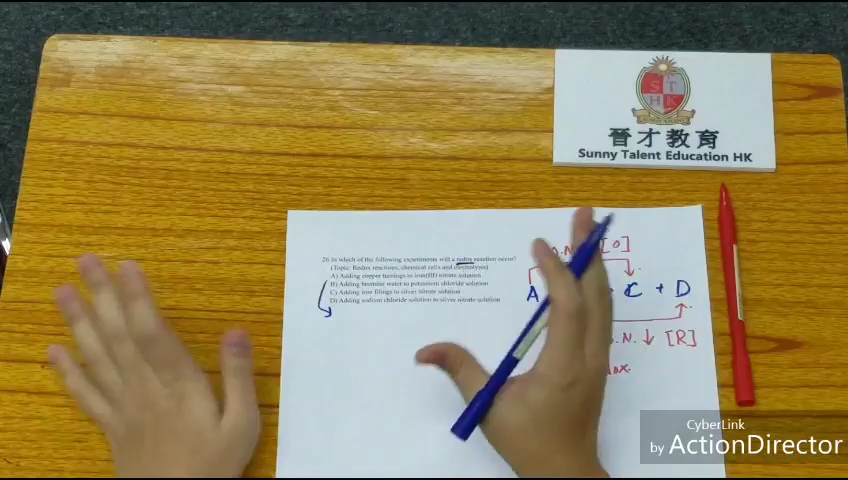 S T
H K
晉才教育
Sunny Talent Education HK
26 In which of the following experiments will a redox reaction occur?
(Topic: Redox reactions, chemical cells and electrolysis)
A) Adding copper turnings to iron(II) nitrate solution
B) Adding bromine water to potassium chloride solution
C) Adding iron fillings to silver nitrate solution
D) Adding sodium chloride solution to silver nitrate solution
.N. [O]
A C + D
.N. ↓ [R]
CyberLink
by ActionDirector